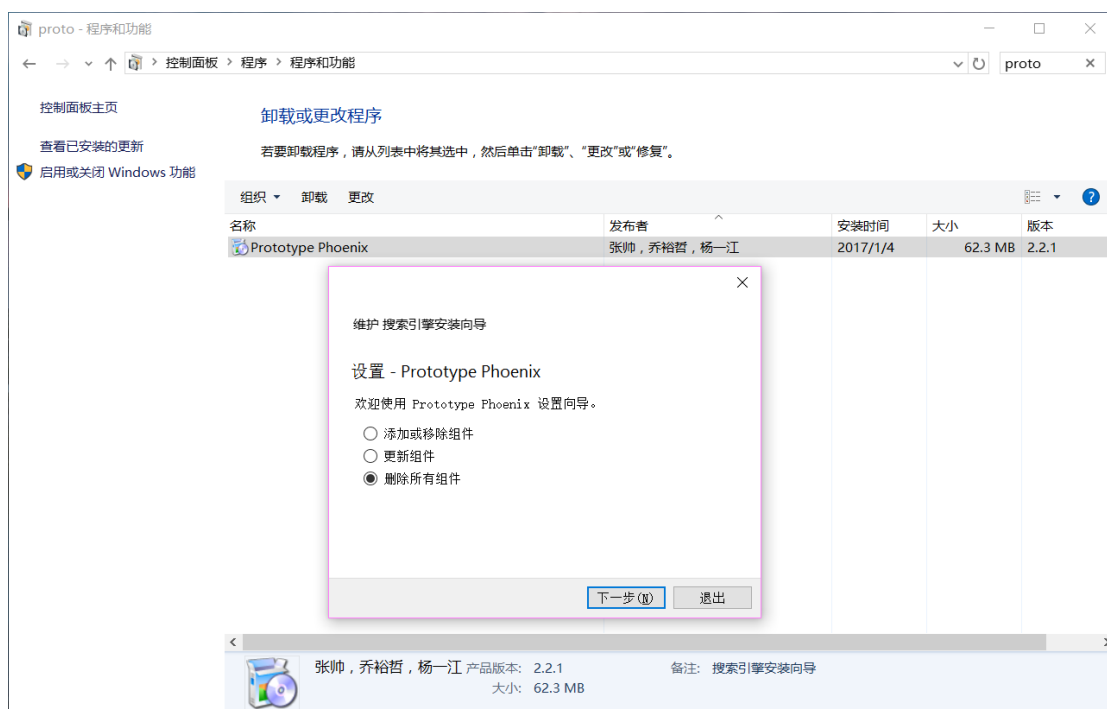 proto - 程序和功能
控制面板 > 程序 > 程序和功能
proto
控制面板主页
查看已安装的更新
启用或关闭 Windows 功能
卸载或更改程序
若要卸载程序，请从列表中将其选中，然后单击“卸载”、“更改”或“修复”。
组织 卸载 更改
名称 发布者 安装时间 大小 版本
Prototype Phoenix 张帅，乔裕哲，杨一江 2017/1/4 62.3 MB 2.2.1
维护 搜索引擎安装向导
设置 - Prototype Phoenix
欢迎使用 Prototype Phoenix 设置向导。
添加或移除组件
更新组件
删除所有组件
下一步(N) 退出
张帅，乔裕哲，杨一江 产品版本: 2.2.1 备注: 搜索引擎安装向导
大小: 62.3 MB